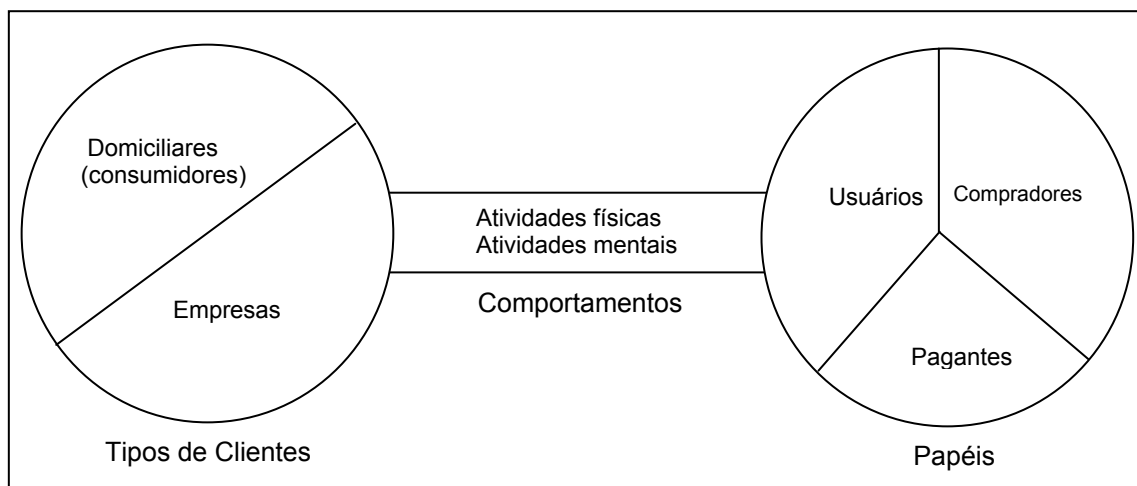 Domiciliares
(consumidores)
Empresas
Tipos de Clientes
Atividades físicas
Atividades mentais
Comportamentos
Usuários
Compradores
Pagantes
Papéis